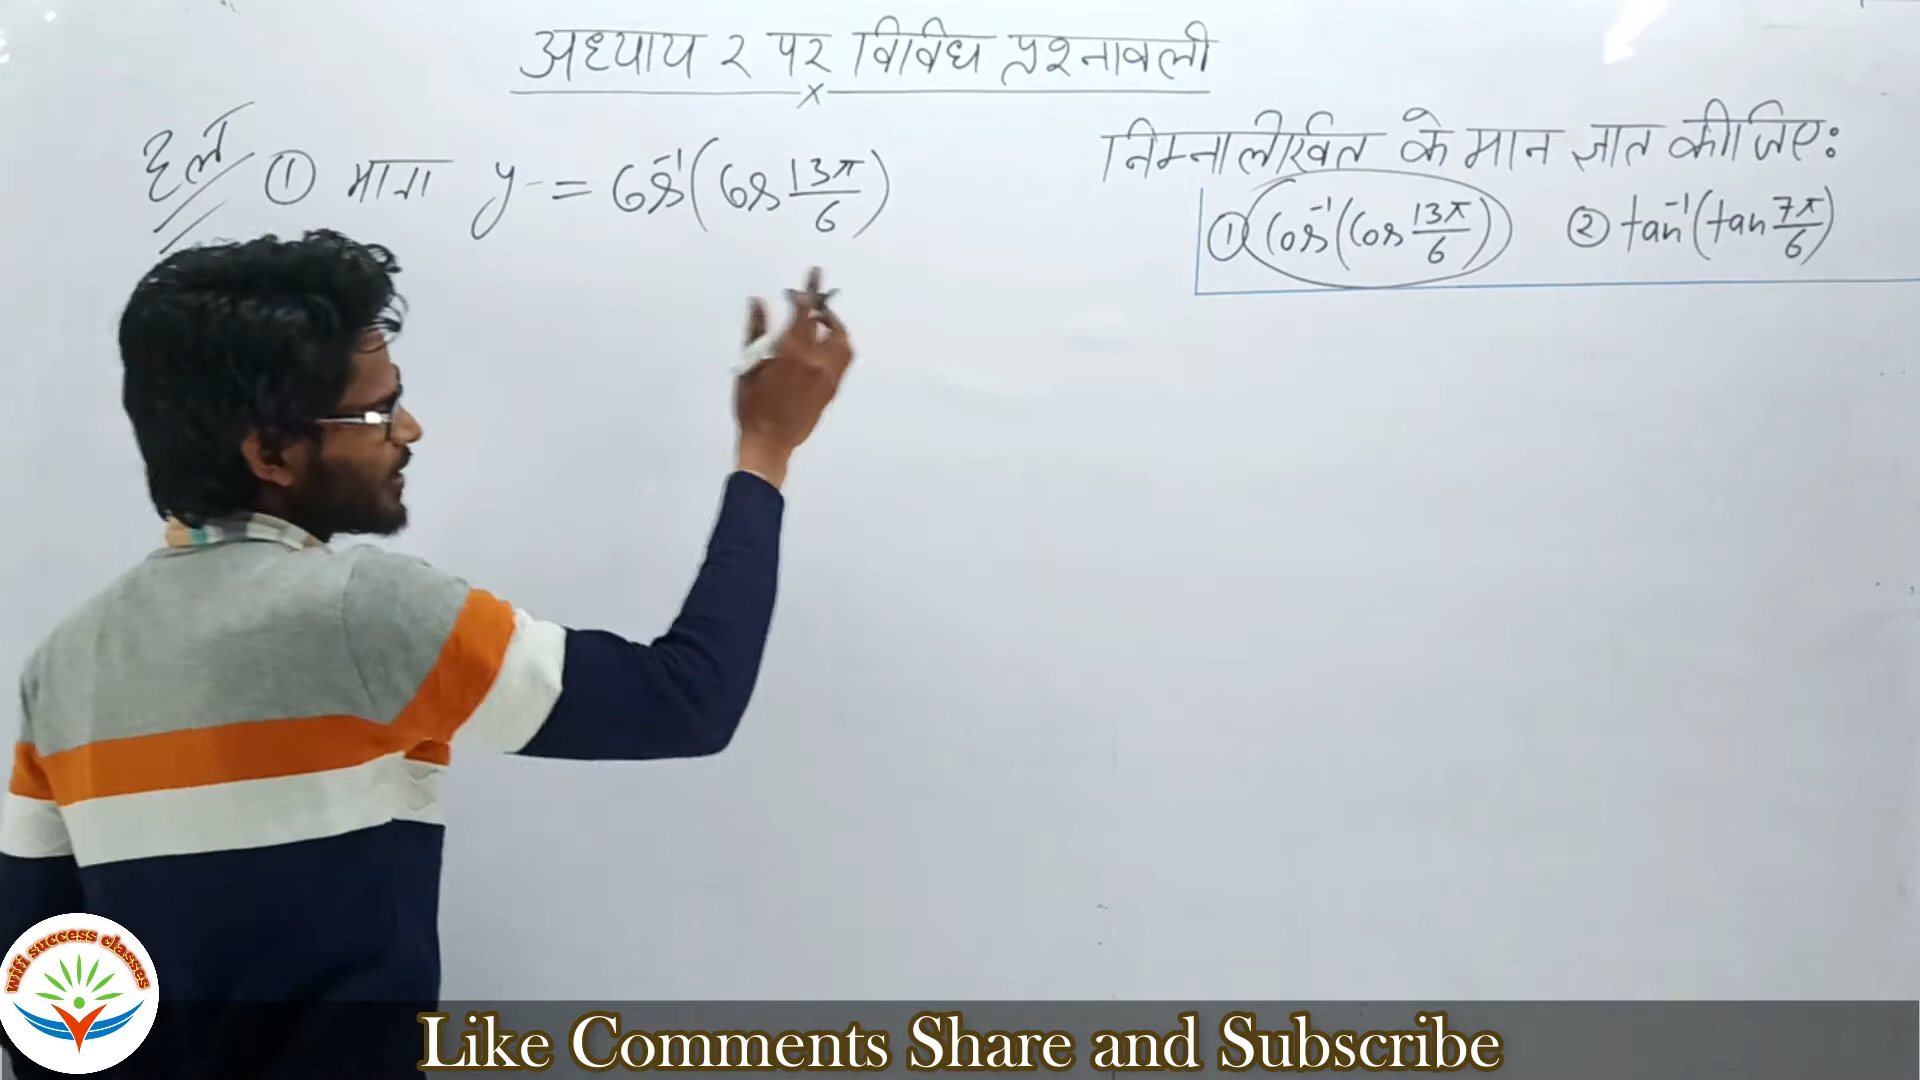 अध्याय २ पर विविध प्रश्नावली
x
हल ① माना y = cos⁻¹(cos 13π/6)
निम्नलिखित के मान ज्ञात कीजिए:
① cos⁻¹(cos 13π/6) ② tan⁻¹(tan 7π/6)
wifi success classes
Like Comments Share and Subscribe